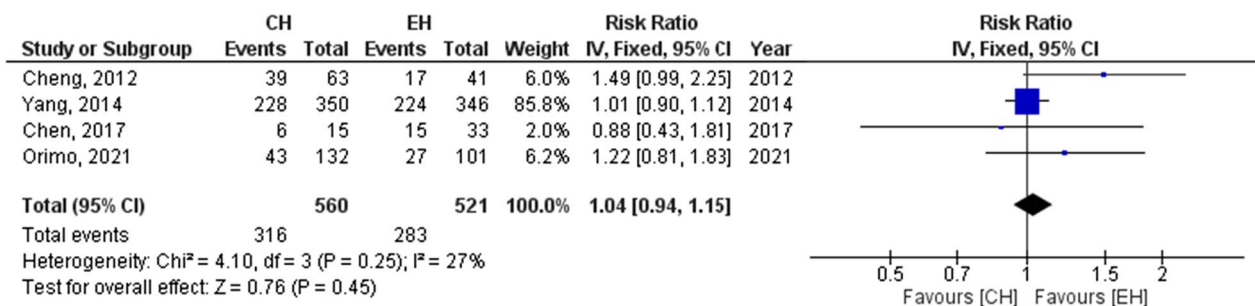 CH EH Risk Ratio Risk Ratio
Study or Subgroup Events Total Events Total Weight IV, Fixed, 95% CI Year IV, Fixed, 95% CI
Cheng, 2012 39 63 17 41 6.0% 1.49 [0.99, 2.25] 2012
Yang, 2014 228 350 224 346 85.8% 1.01 [0.90, 1.12] 2014
Chen, 2017 6 15 15 33 2.0% 0.88 [0.43, 1.81] 2017
Orimo, 2021 43 132 27 101 6.2% 1.22 [0.81, 1.83] 2021
Total (95% CI) 560 521 100.0% 1.04 [0.94, 1.15]
Total events 316 283
Heterogeneity: Chi² = 4.10, df = 3 (P = 0.25); I² = 27%
Test for overall effect: Z = 0.76 (P = 0.45)
0.5 0.7 1 1.5 2
Favours [CH] Favours [EH]